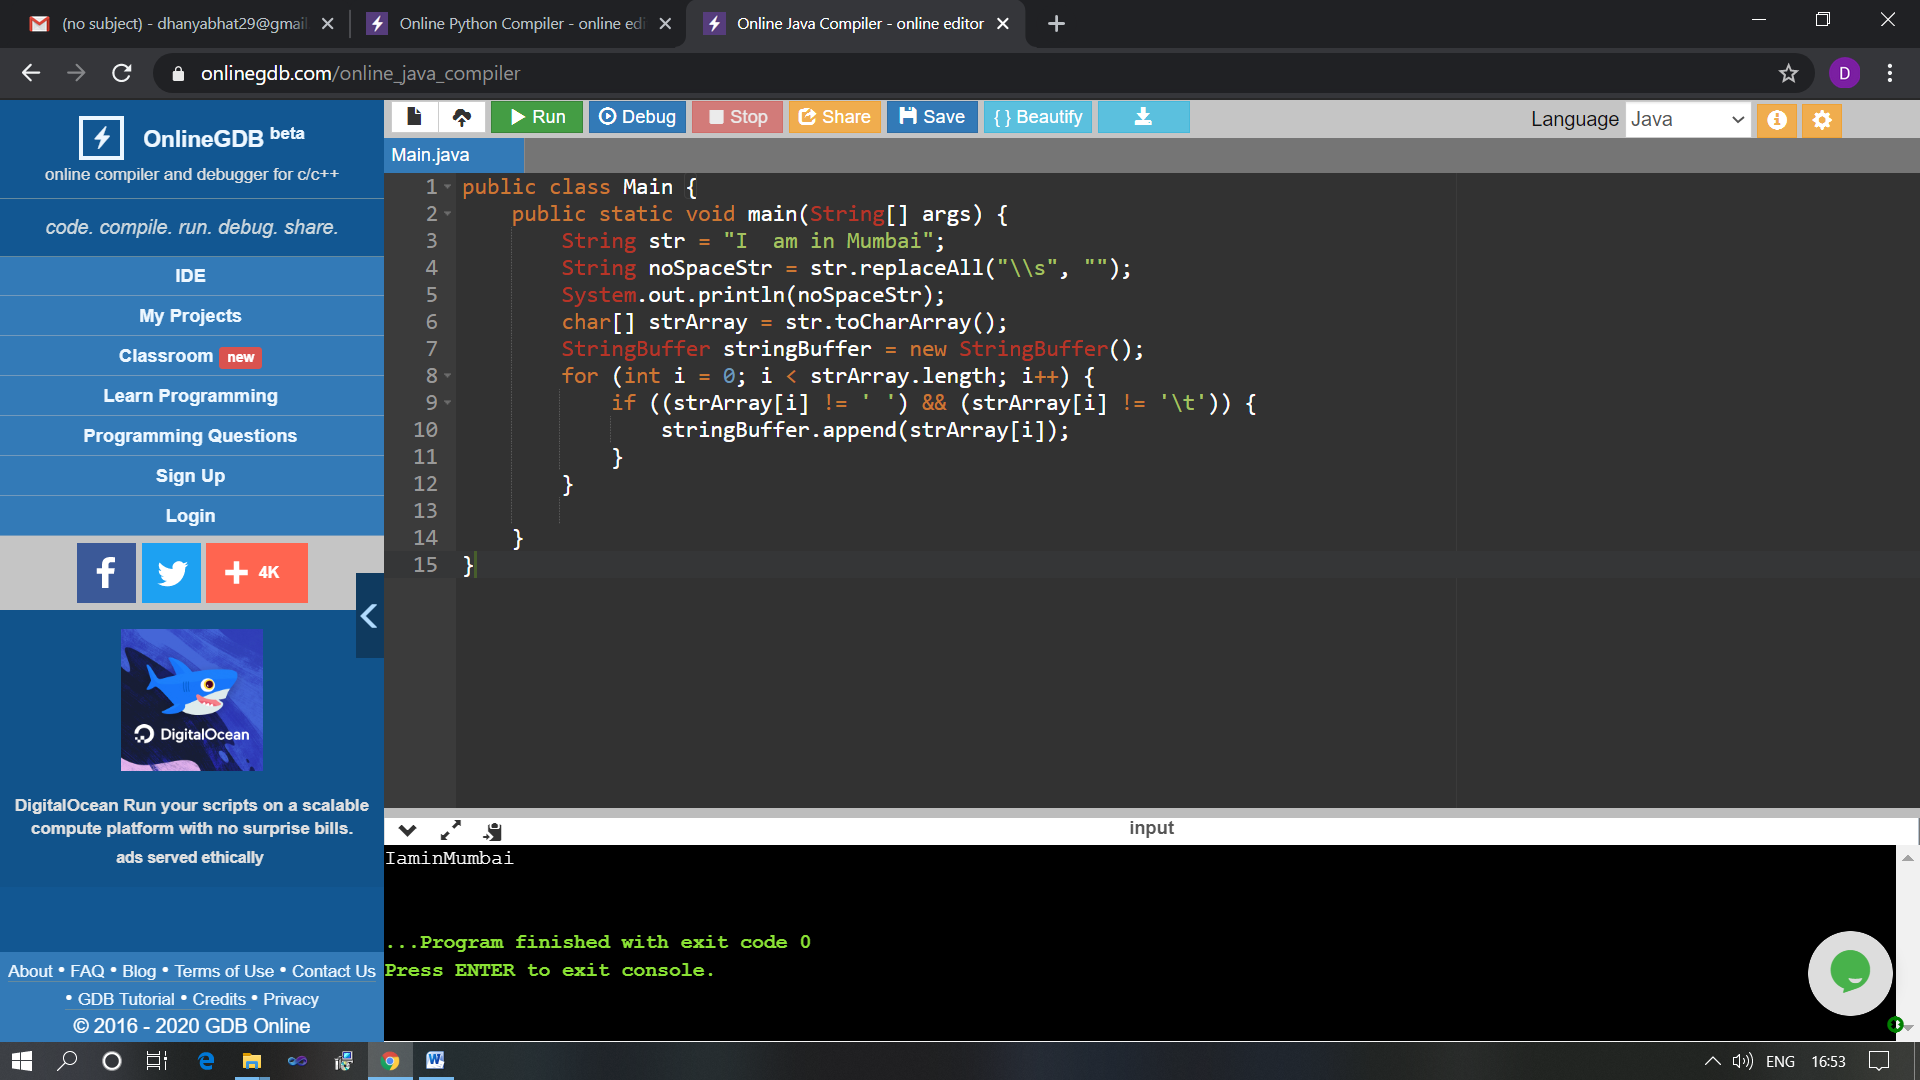 (no subject) - dhanyabhat29@gmail
Online Python Compiler - online edi
Online Java Compiler - online editor
onlinegdb.com/online_java_compiler
D
OnlineGDB beta
online compiler and debugger for c/c++
code. compile. run. debug. share.
IDE
My Projects
Classroom new
Learn Programming
Programming Questions
Sign Up
Login
f
+ 4K
DigitalOcean
DigitalOcean Run your scripts on a scalable
compute platform with no surprise bills.
ads served ethically
About • FAQ • Blog • Terms of Use • Contact Us
• GDB Tutorial • Credits • Privacy
© 2016 - 2020 GDB Online
Run Debug Stop Share Save { } Beautify
Language Java
Main.java
1 public class Main {
2     public static void main(String[] args) {
3         String str = "I  am in Mumbai";
4         String noSpaceStr = str.replaceAll("\\s", "");
5         System.out.println(noSpaceStr);
6         char[] strArray = str.toCharArray();
7         StringBuffer stringBuffer = new StringBuffer();
8         for (int i = 0; i < strArray.length; i++) {
9             if ((strArray[i] != ' ') && (strArray[i] != '\t')) {
10                 stringBuffer.append(strArray[i]);
11             }
12         }
13
14     }
15 }
input
IaminMumbai
...Program finished with exit code 0
Press ENTER to exit console.
ENG 16:53